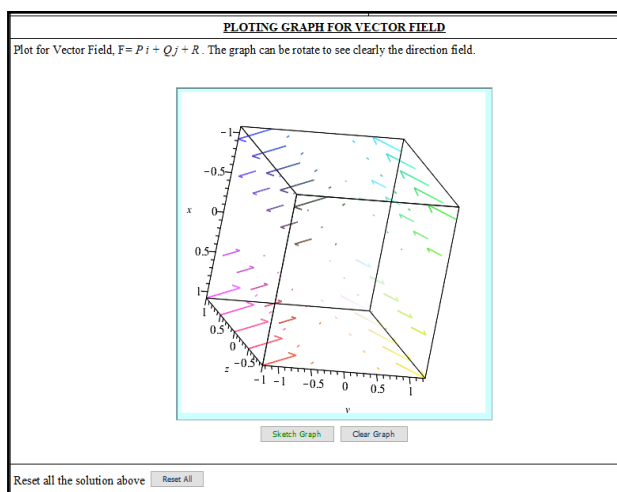 PLOTING GRAPH FOR VECTOR FIELD
Plot for Vector Field, F= P i + Q j + R . The graph can be rotate to see clearly the direction field.
-1
-0.5
x
0
0.5
1
1
0.5
0
z
-0.5
-1
-1
-0.5
0
0.5
1
y
Sketch Graph
Clear Graph
Reset all the solution above
Reset All